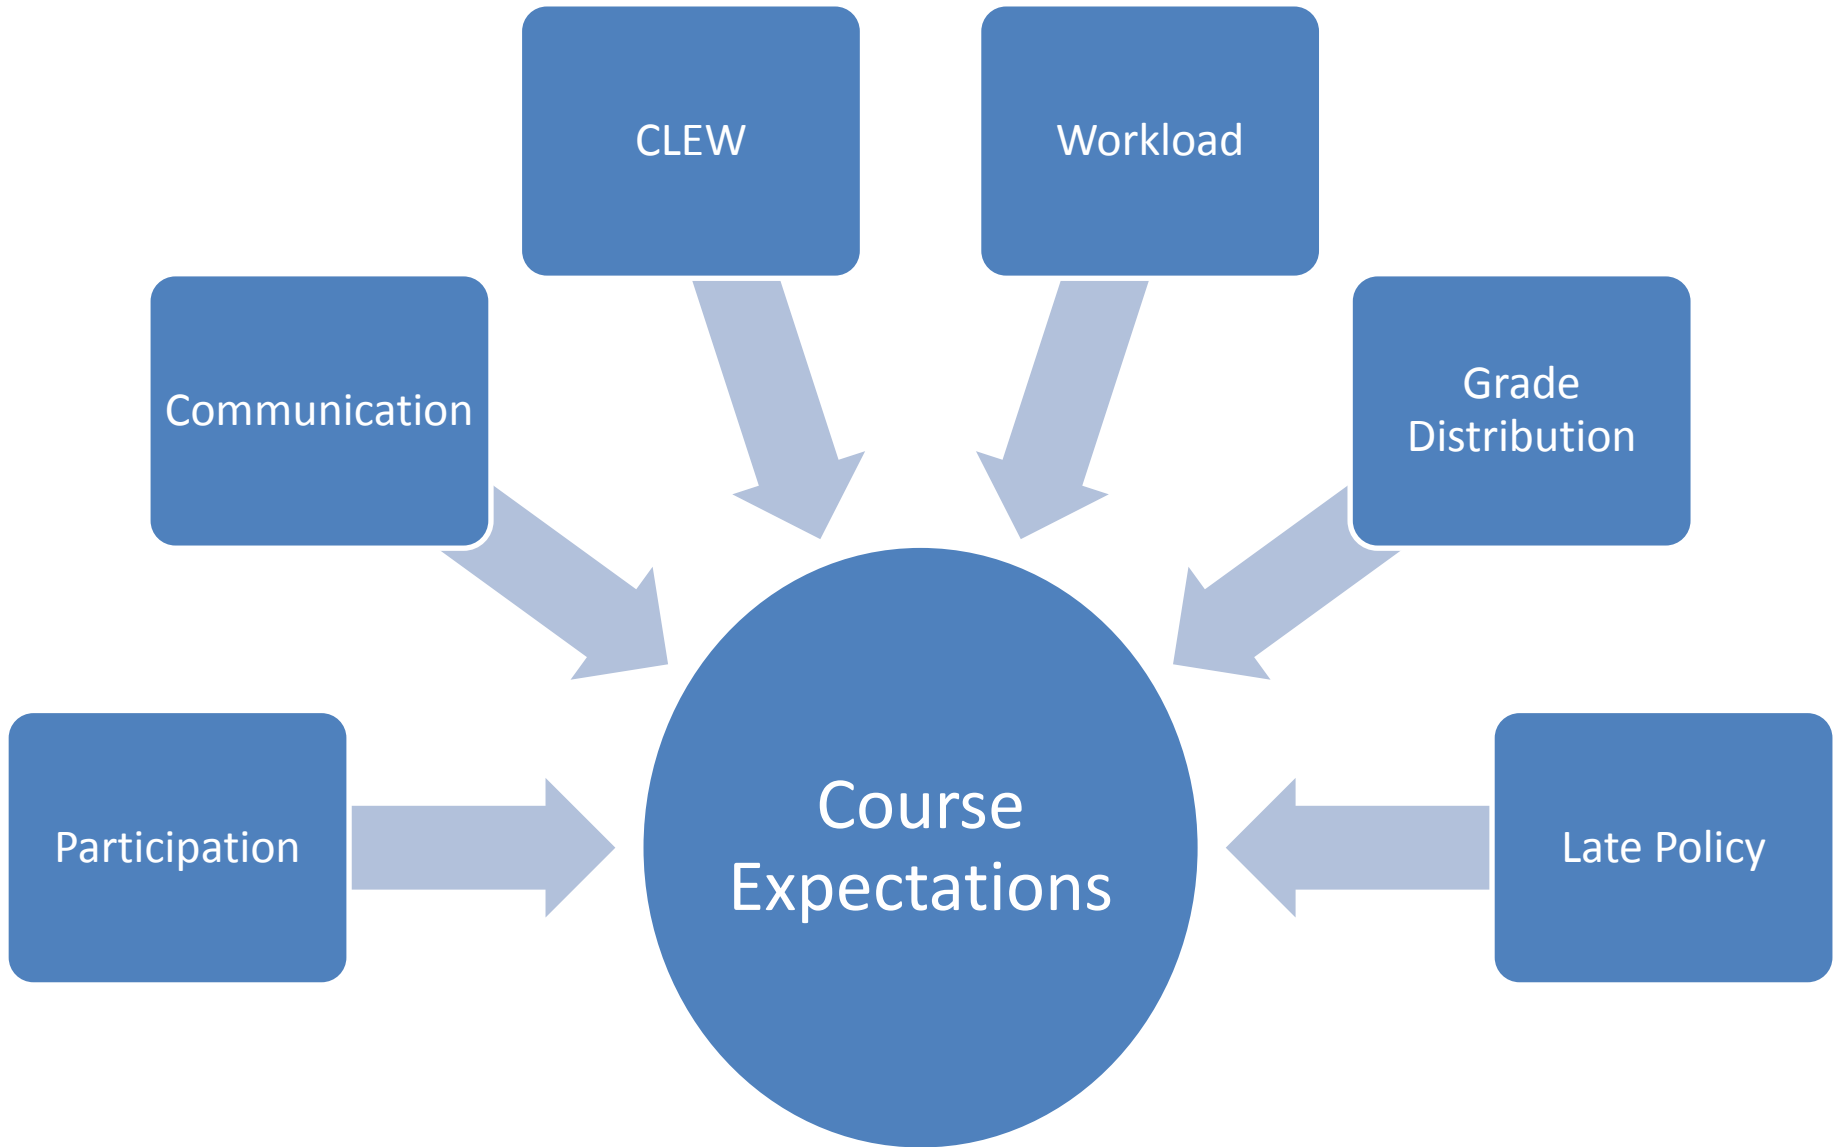 CLEW
Workload
Communication
Grade
Distribution
Participation
Course
Expectations
Late Policy